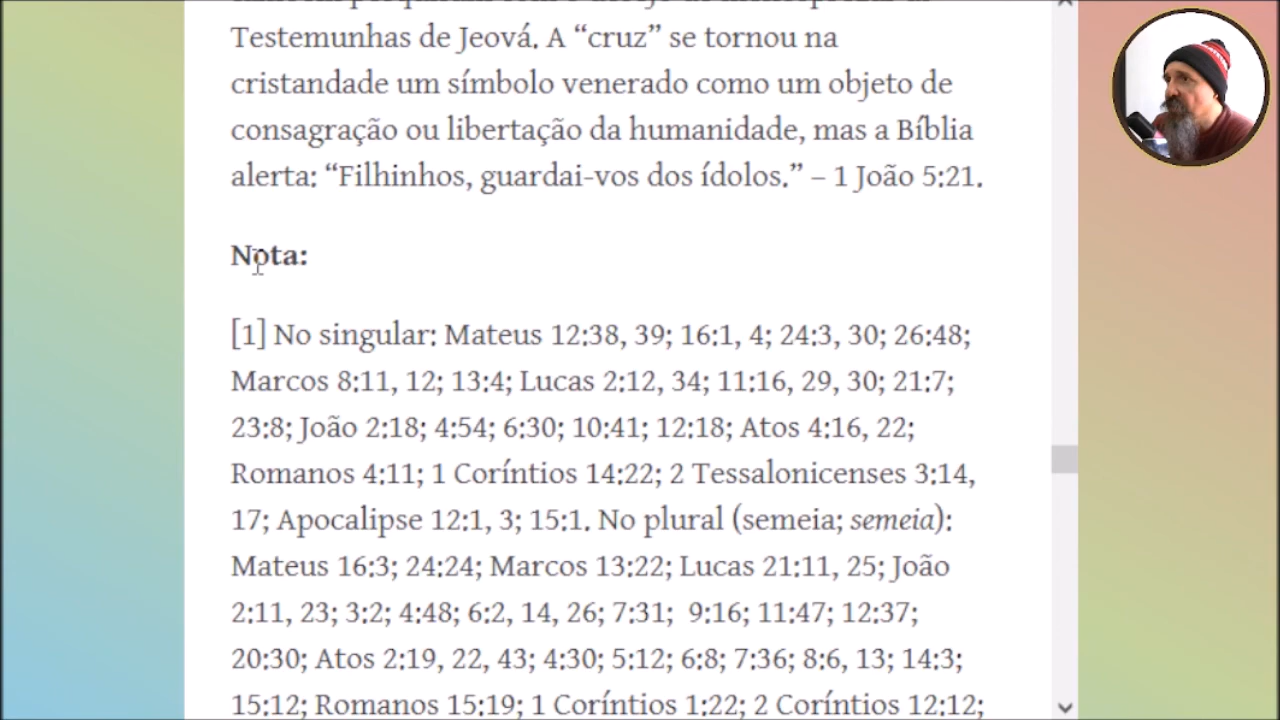 Testemunhas de Jeová. A “cruz” se tornou na
cristandade um símbolo venerado como um objeto de
consagração ou libertação da humanidade, mas a Bíblia
alerta: “Filhinhos, guardai-vos dos ídolos.” – 1 João 5:21.
Nota:
[1] No singular: Mateus 12:38, 39; 16:1, 4; 24:3, 30; 26:48;
Marcos 8:11, 12; 13:4; Lucas 2:12, 34; 11:16, 29, 30; 21:7;
23:8; João 2:18; 4:54; 6:30; 10:41; 12:18; Atos 4:16, 22;
Romanos 4:11; 1 Coríntios 14:22; 2 Tessalonicenses 3:14,
17; Apocalipse 12:1, 3; 15:1. No plural (semeia; semeia):
Mateus 16:3; 24:24; Marcos 13:22; Lucas 21:11, 25; João
2:11, 23; 3:2; 4:48; 6:2, 14, 26; 7:31;  9:16; 11:47; 12:37;
20:30; Atos 2:19, 22, 43; 4:30; 5:12; 6:8; 7:36; 8:6, 13; 14:3;
15:12; Romanos 15:19; 1 Coríntios 1:22; 2 Coríntios 12:12;